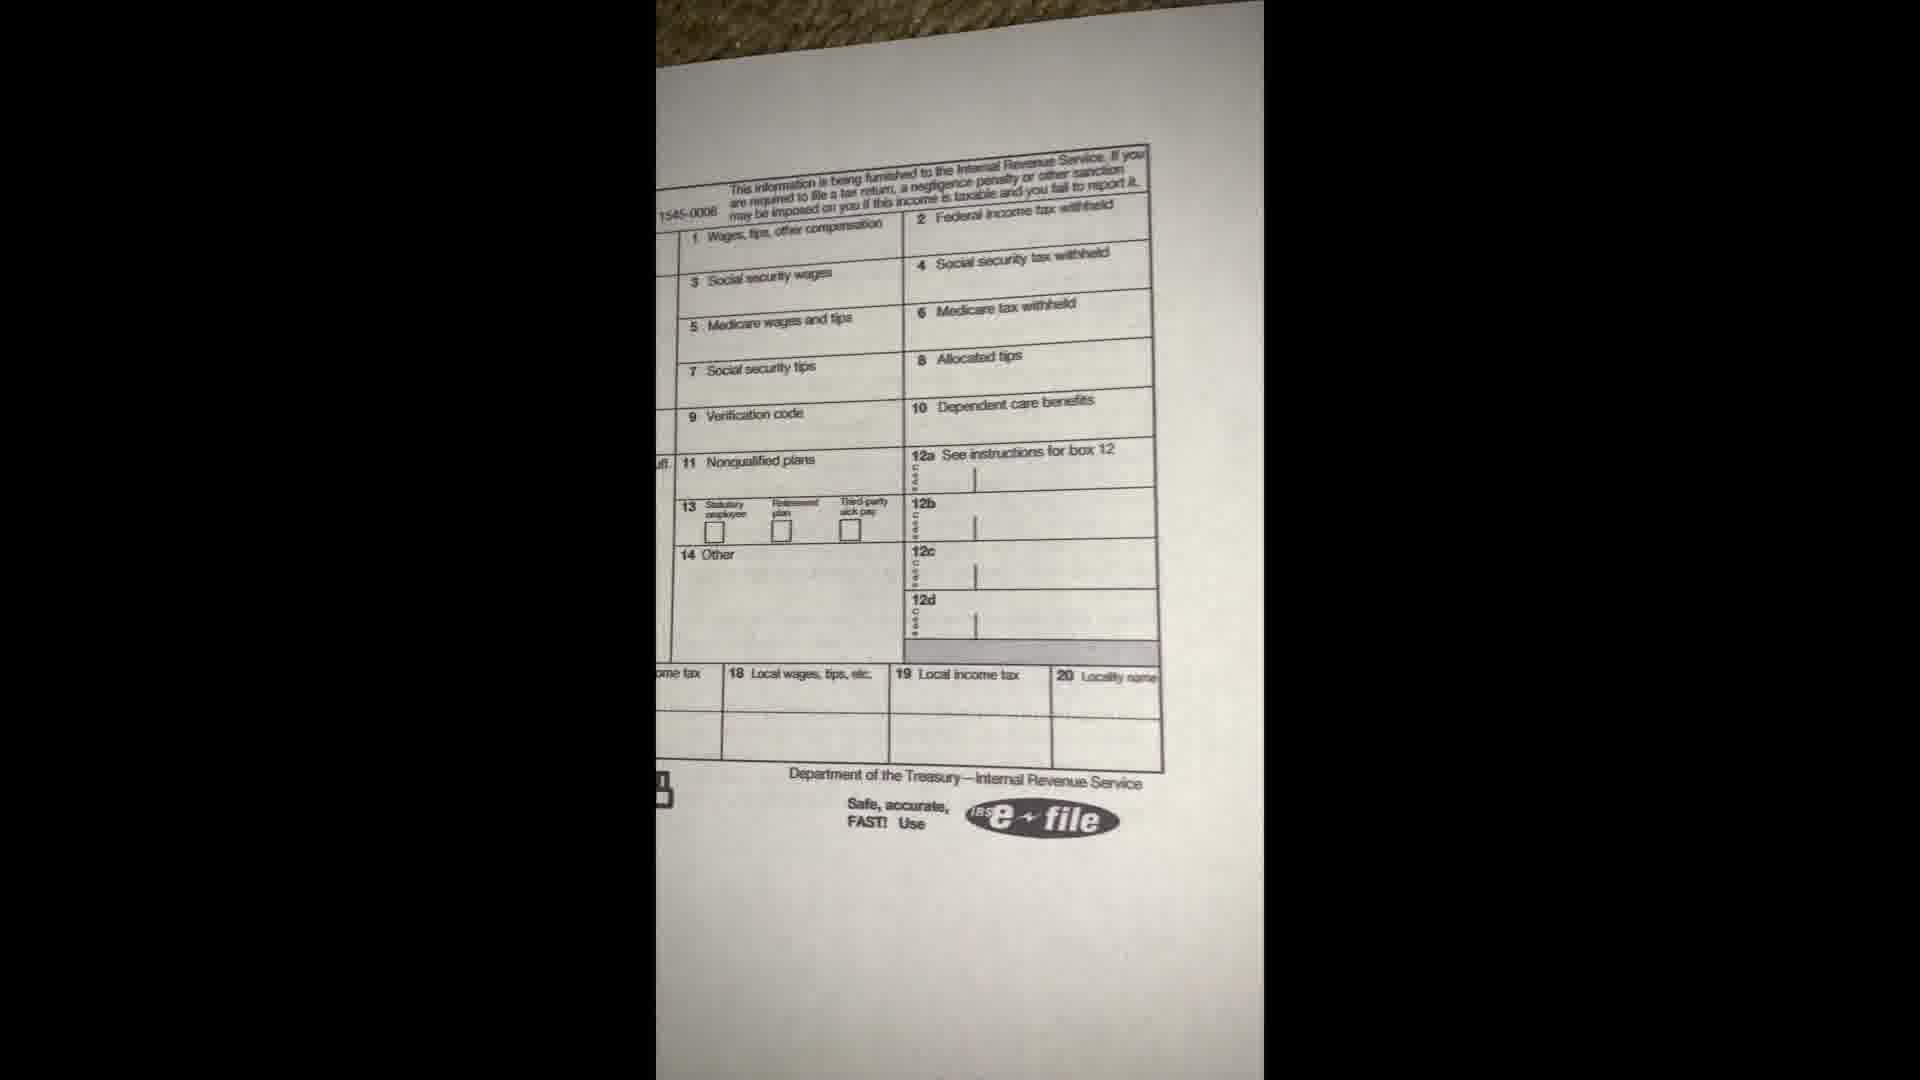 This information is being furnished to the Internal Revenue Service. If you
are required to file a tax return, a negligence penalty or other sanction
1545-0008 may be imposed on you if this income is taxable and you fail to report it.
1 Wages, tips, other compensation
2 Federal income tax withheld
3 Social security wages
4 Social security tax withheld
5 Medicare wages and tips
6 Medicare tax withheld
7 Social security tips
8 Allocated tips
9 Verification code
10 Dependent care benefits
uff. 11 Nonqualified plans
12a See instructions for box 12
Code
13 Statutory employee
Retirement plan
Third-party sick pay
12b
Code
14 Other
12c
Code
12d
Code
ome tax
18 Local wages, tips, etc.
19 Local income tax
20 Locality name
Department of the Treasury—Internal Revenue Service
Safe, accurate,
FAST! Use
IRS e~file